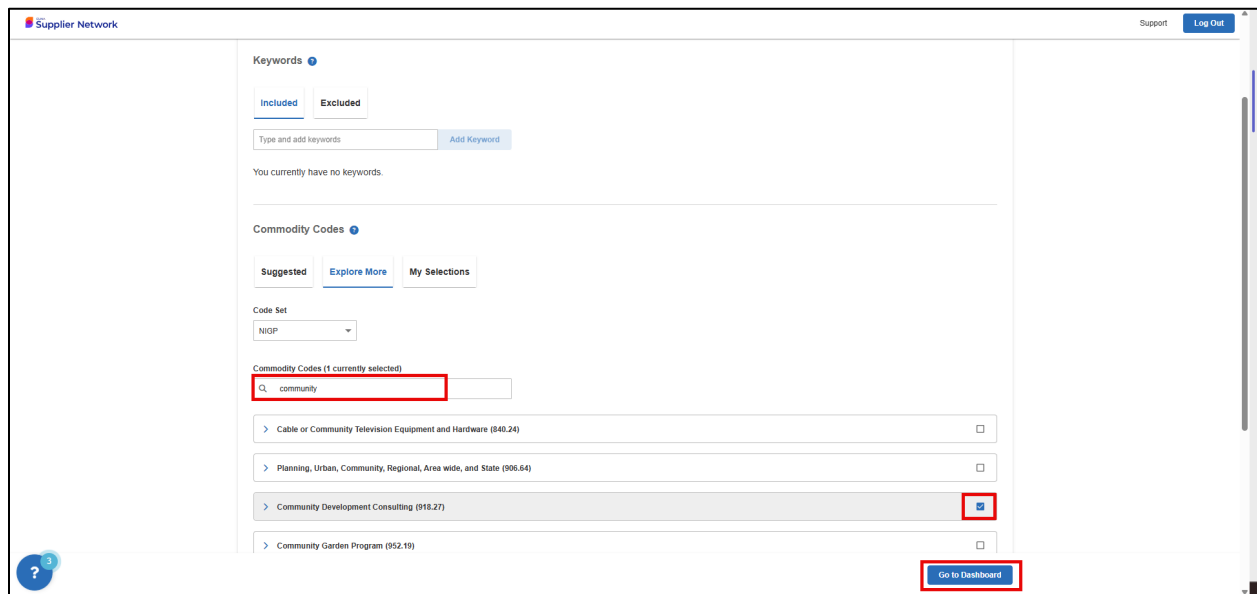 Supplier Network
Support
Log Out
Keywords ?
Included
Excluded
Type and add keywords
Add Keyword
You currently have no keywords.
Commodity Codes ?
Suggested
Explore More
My Selections
Code Set
NIGP
Commodity Codes (1 currently selected)
community
Cable or Community Television Equipment and Hardware (840.24)
Planning, Urban, Community, Regional, Area wide, and State (906.64)
Community Development Consulting (918.27)
Community Garden Program (952.19)
? 3
Go to Dashboard